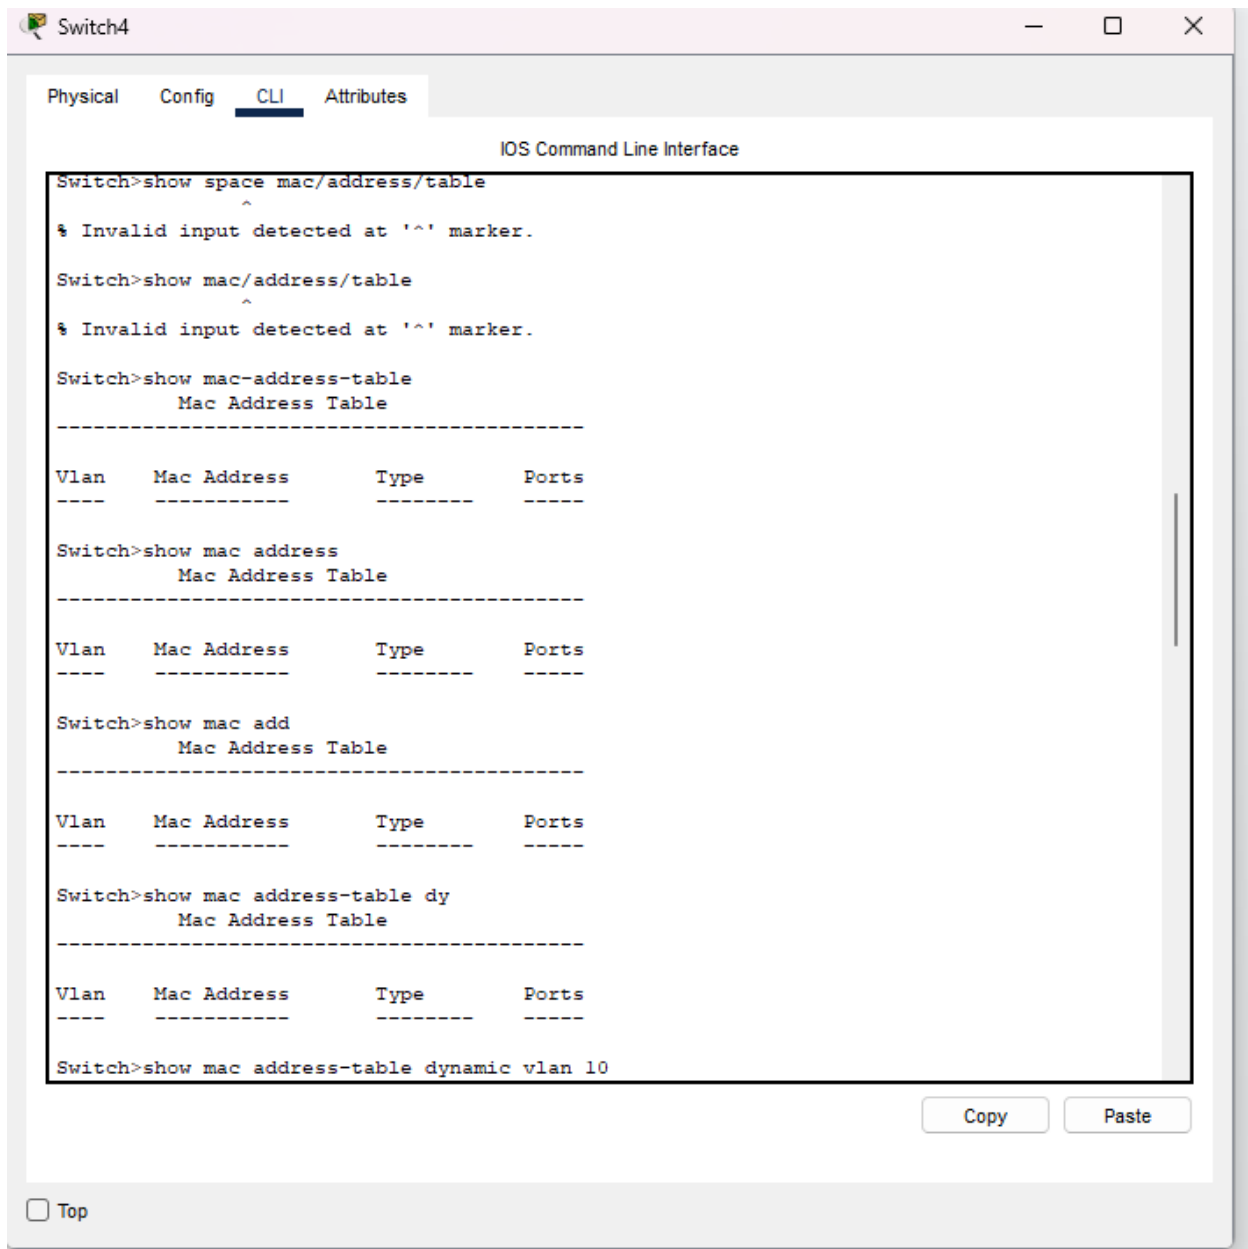 Switch4
Physical Config CLI Attributes
IOS Command Line Interface
Switch>show space mac/address/table
^
% Invalid input detected at '^' marker.
Switch>show mac/address/table
^
% Invalid input detected at '^' marker.
Switch>show mac-address-table
Mac Address Table
-------------------------------------------
Vlan Mac Address Type Ports
---- ----------- -------- -----
Switch>show mac address
Mac Address Table
-------------------------------------------
Vlan Mac Address Type Ports
---- ----------- -------- -----
Switch>show mac add
Mac Address Table
-------------------------------------------
Vlan Mac Address Type Ports
---- ----------- -------- -----
Switch>show mac address-table dy
Mac Address Table
-------------------------------------------
Vlan Mac Address Type Ports
---- ----------- -------- -----
Switch>show mac address-table dynamic vlan 10
Copy Paste
Top